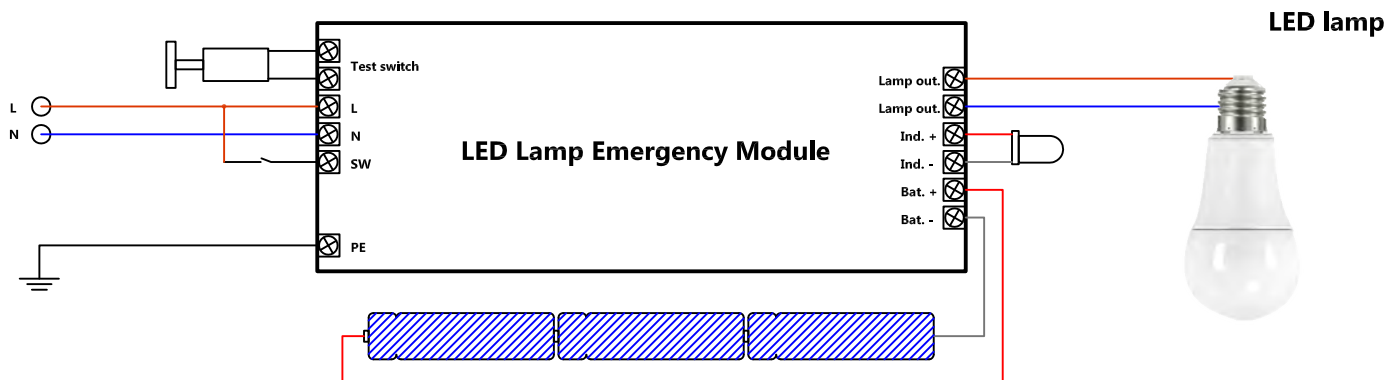 LED lamp
Test switch
L
N
L
N
SW
PE
LED Lamp Emergency Module
Lamp out.
Lamp out.
Ind. +
Ind. -
Bat. +
Bat. -